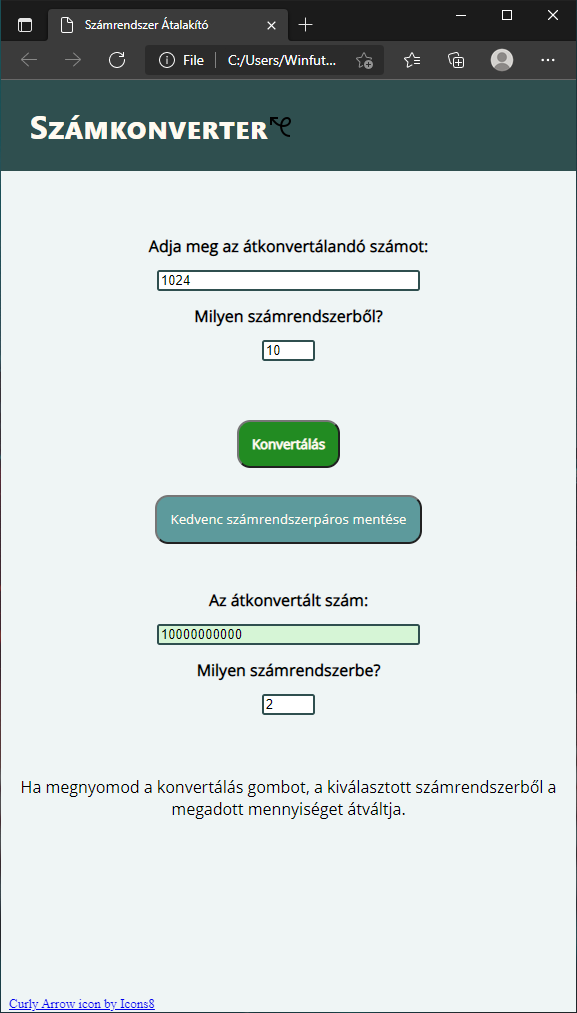 Számrendszer Átalakító
File
C:/Users/Winfut...
Számkonverter
Adja meg az átkonvertálandó számot:
1024
Milyen számrendszerből?
10
Konvertálás
Kedvenc számrendszerpáros mentése
Az átkonvertált szám:
10000000000
Milyen számrendszerbe?
2
Ha megnyomod a konvertálás gombot, a kiválasztott számrendszerből a
megadott mennyiséget átváltja.
Curly Arrow icon by Icons8